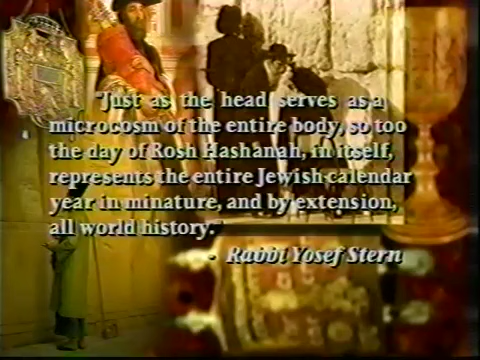 "Just as the head serves as a
microcosm of the entire body, so too
the day of Rosh Hashanah, in itself,
represents the entire Jewish calendar
year in minature, and by extension,
all world history."
- Rabbi Yosef Stern